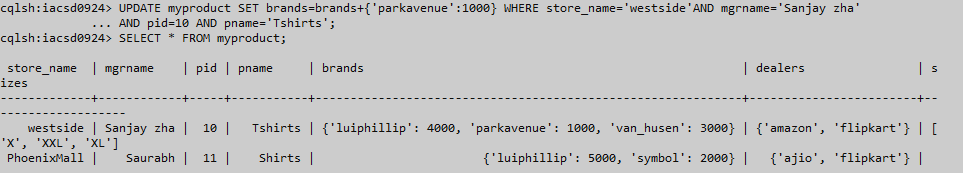 cqlsh:iacsd0924> UPDATE myproduct SET brands=brands+{'parkavenue':1000} WHERE store_name='westside'AND mgrname='Sanjay zha'
... AND pid=10 AND pname='Tshirts';
cqlsh:iacsd0924> SELECT * FROM myproduct;
store_name | mgrname | pid | pname | brands | dealers | s
izes
-------------+------------+-----+-----------+--------------------------------------------------------------+------------------------+--
------------------
westside | Sanjay zha | 10 | Tshirts | {'luiphillip': 4000, 'parkavenue': 1000, 'van_husen': 3000} | {'amazon', 'flipkart'} | [
'X', 'XXL', 'XL']
PhoenixMall | Saurabh | 11 | Shirts | {'luiphillip': 5000, 'symbol': 2000} | {'ajio', 'flipkart'} |